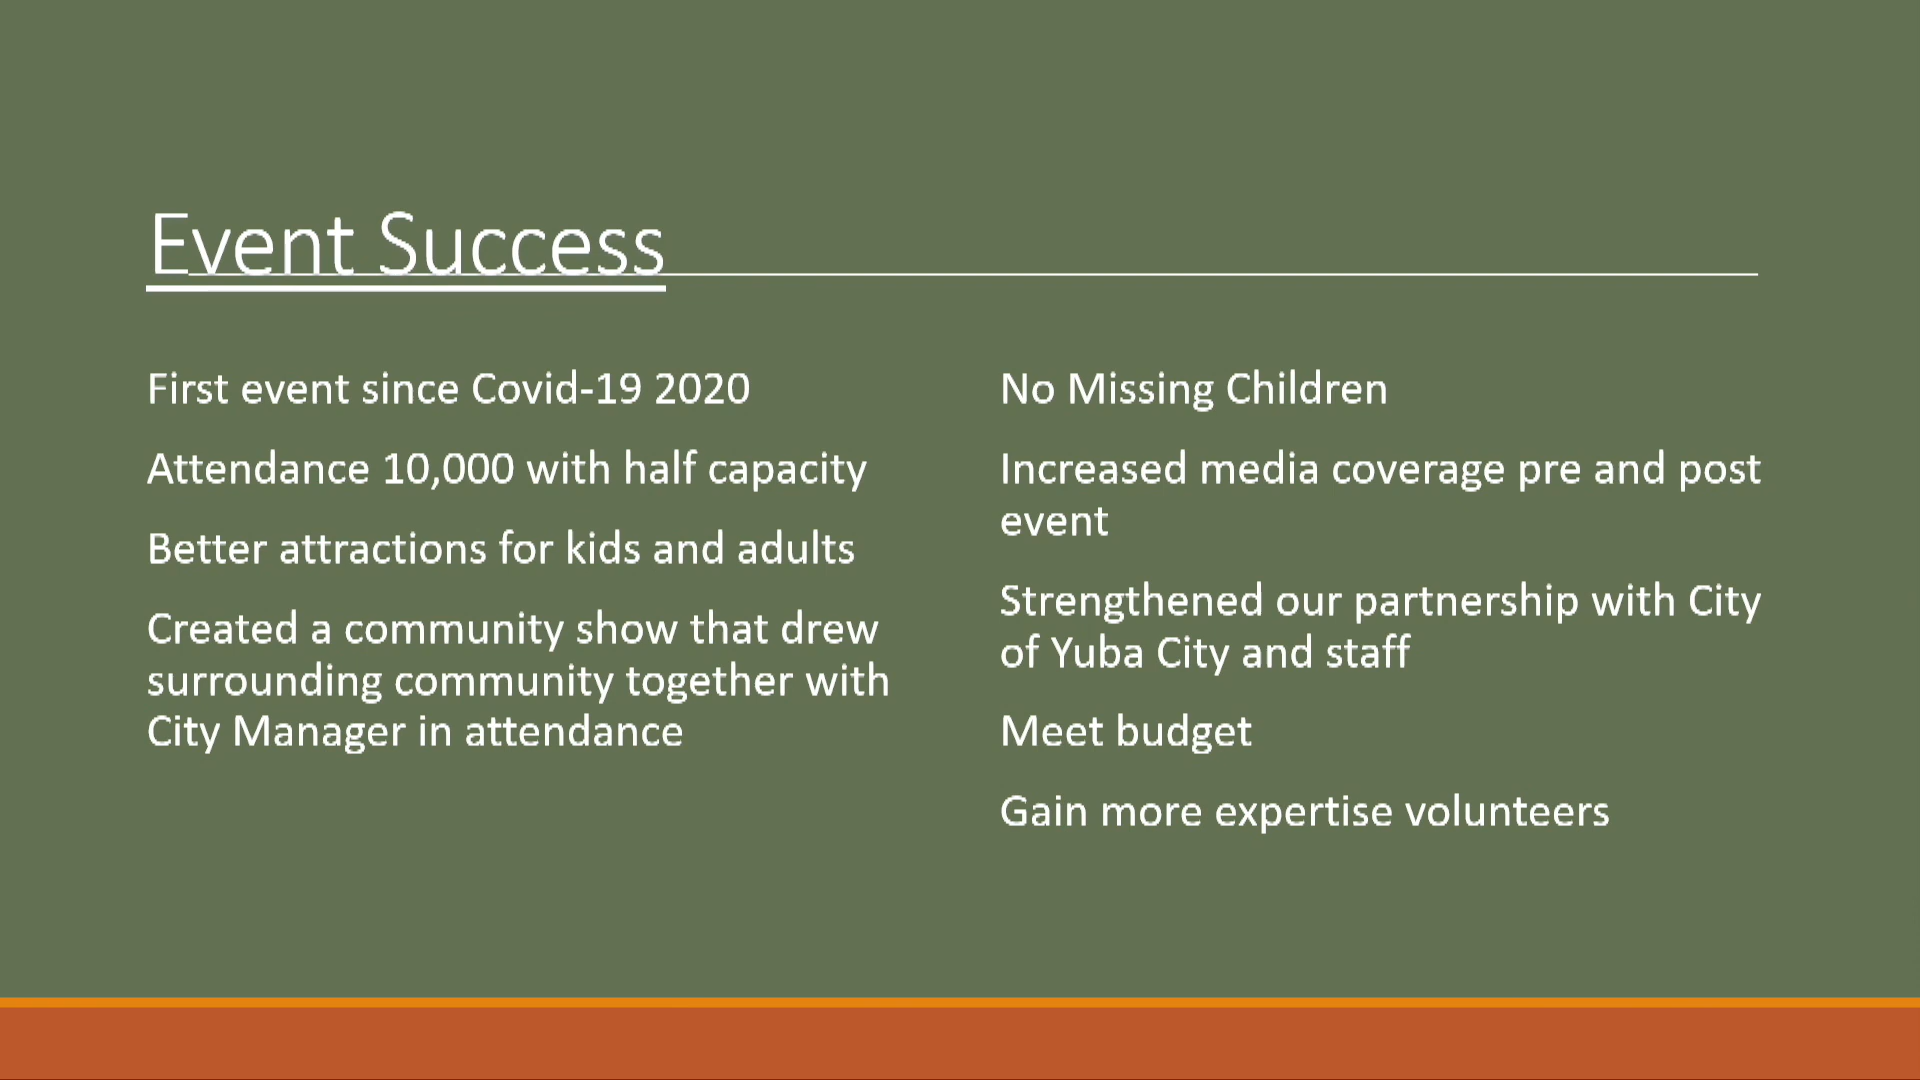 Event Success
First event since Covid-19 2020
Attendance 10,000 with half capacity
Better attractions for kids and adults
Created a community show that drew
surrounding community together with
City Manager in attendance
No Missing Children
Increased media coverage pre and post
event
Strengthened our partnership with City
of Yuba City and staff
Meet budget
Gain more expertise volunteers